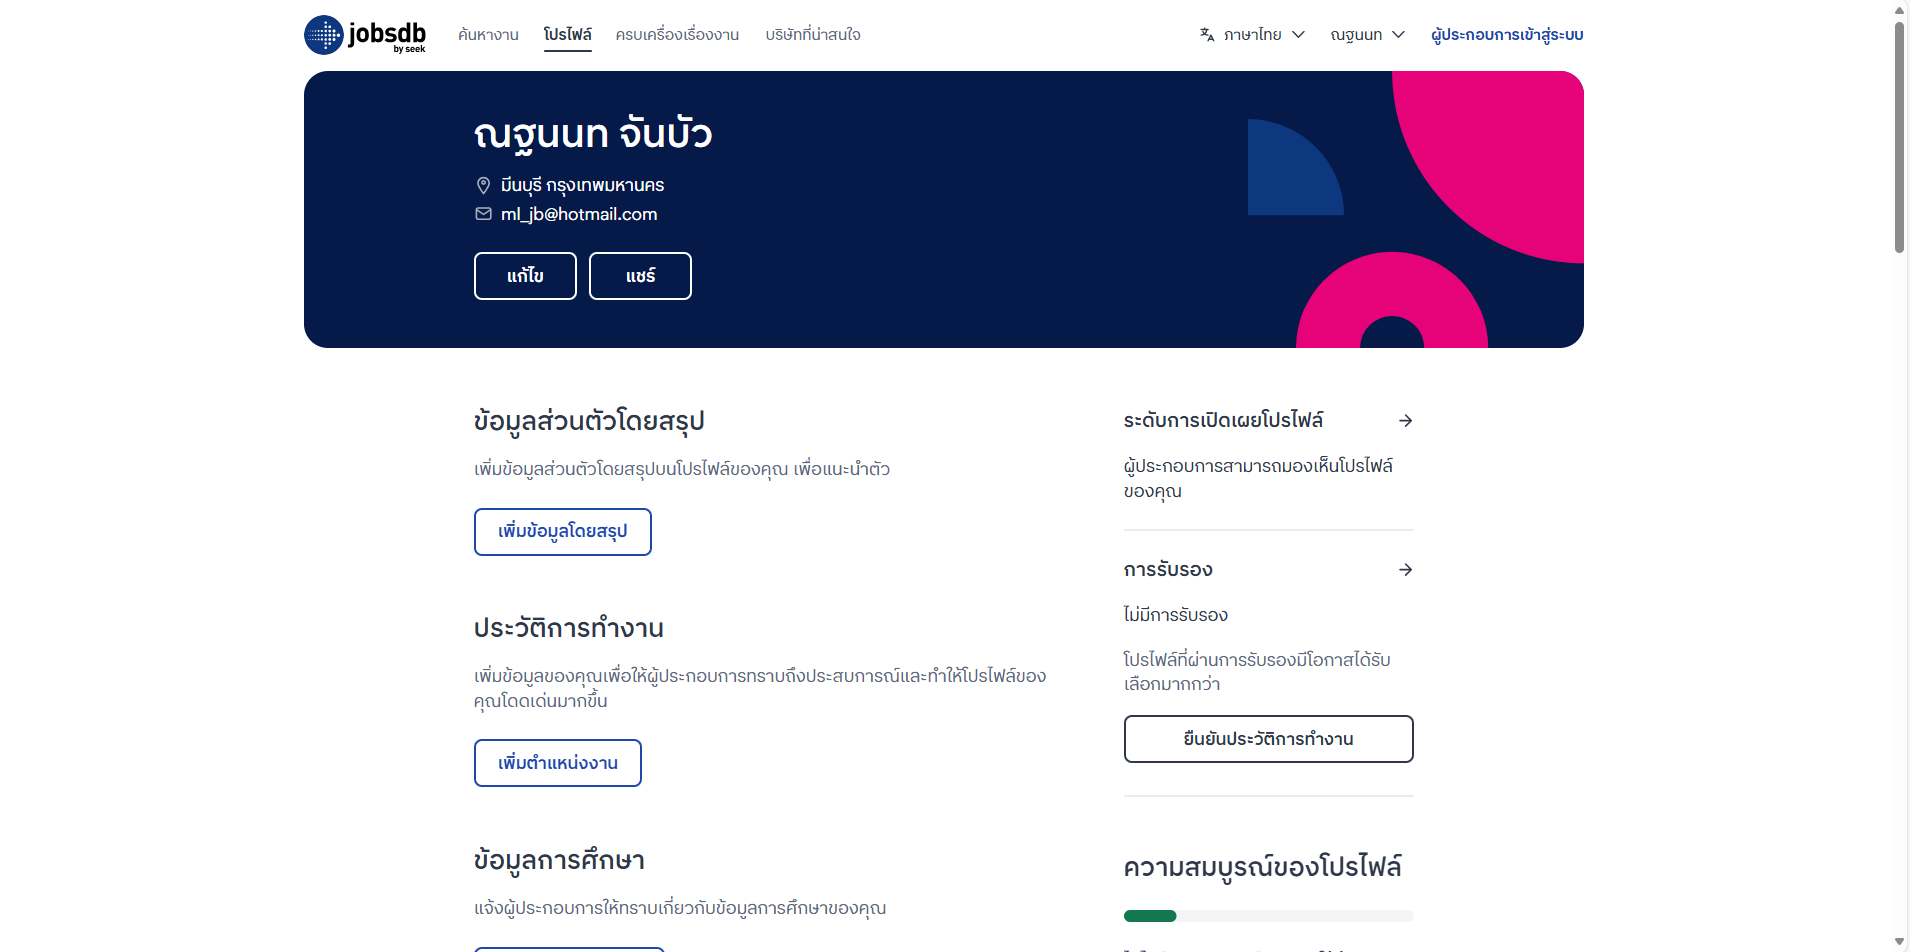 jobsdb
by seek
ค้นหางาน
โปรไฟล์
ครบเครื่องเรื่องงาน
บริษัทที่น่าสนใจ
ภาษาไทย
ณฐนนท
ผู้ประกอบการเข้าสู่ระบบ
ณฐนนท จันบัว
มีนบุรี กรุงเทพมหานคร
ml_jb@hotmail.com
แก้ไข
แชร์
ข้อมูลส่วนตัวโดยสรุป
เพิ่มข้อมูลส่วนตัวโดยสรุปบนโปรไฟล์ของคุณ เพื่อแนะนำตัว
เพิ่มข้อมูลโดยสรุป
ประวัติการทำงาน
เพิ่มข้อมูลของคุณเพื่อให้ผู้ประกอบการทราบถึงประสบการณ์และทำให้โปรไฟล์ของ
คุณโดดเด่นมากขึ้น
เพิ่มตำแหน่งงาน
ข้อมูลการศึกษา
แจ้งผู้ประกอบการให้ทราบเกี่ยวกับข้อมูลการศึกษาของคุณ
ระดับการเปิดเผยโปรไฟล์
ผู้ประกอบการสามารถมองเห็นโปรไฟล์
ของคุณ
การรับรอง
ไม่มีการรับรอง
โปรไฟล์ที่ผ่านการรับรองมีโอกาสได้รับ
เลือกมากกว่า
ยืนยันประวัติการทำงาน
ความสมบูรณ์ของโปรไฟล์